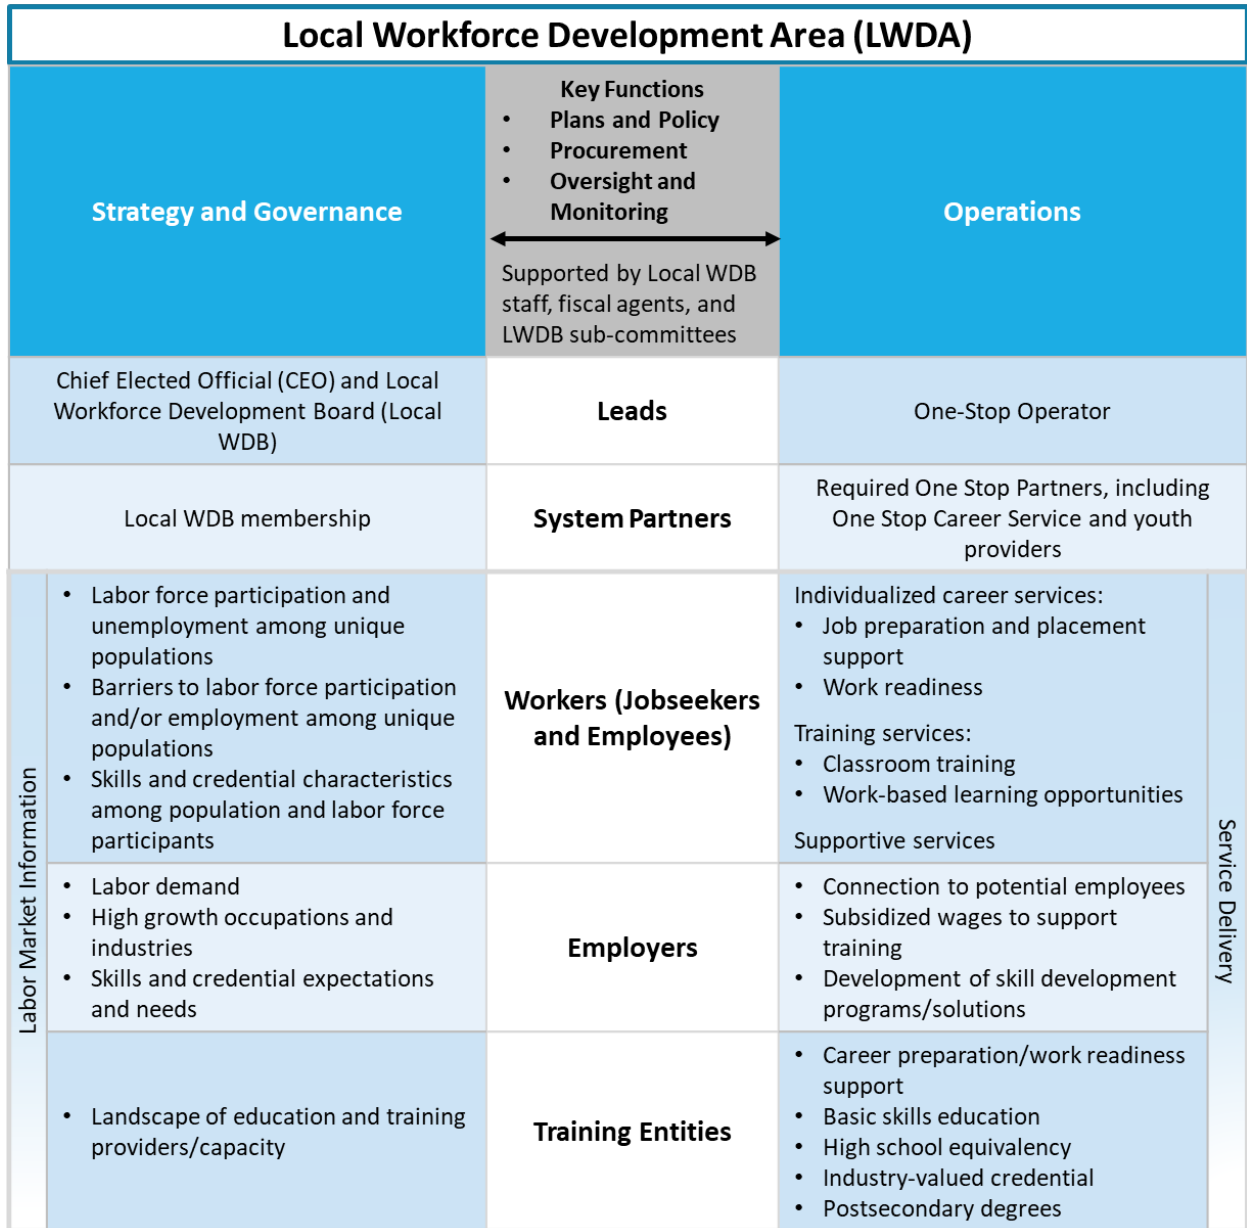 Local Workforce Development Area (LWDA)
Strategy and Governance
Key Functions
• Plans and Policy
• Procurement
• Oversight and
Monitoring
Supported by Local WDB
staff, fiscal agents, and
LWDB sub-committees
Operations
Chief Elected Official (CEO) and Local
Workforce Development Board (Local
WDB)
Leads
One-Stop Operator
Local WDB membership
System Partners
Required One Stop Partners, including
One Stop Career Service and youth
providers
Labor Market Information
• Labor force participation and
unemployment among unique
populations
• Barriers to labor force participation
and/or employment among unique
populations
• Skills and credential characteristics
among population and labor force
participants
Workers (Jobseekers
and Employees)
Individualized career services:
• Job preparation and placement
support
• Work readiness
Training services:
• Classroom training
• Work-based learning opportunities
Supportive services
Service Delivery
• Labor demand
• High growth occupations and
industries
• Skills and credential expectations
and needs
Employers
• Connection to potential employees
• Subsidized wages to support
training
• Development of skill development
programs/solutions
• Landscape of education and training
providers/capacity
Training Entities
• Career preparation/work readiness
support
• Basic skills education
• High school equivalency
• Industry-valued credential
• Postsecondary degrees